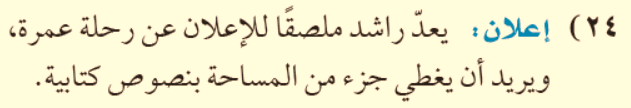 ٢٤) إعلان: يعدّ راشد ملصقًا للإعلان عن رحلة عمرة،
ويريد أن يغطي جزء من المساحة بنصوص كتابية.